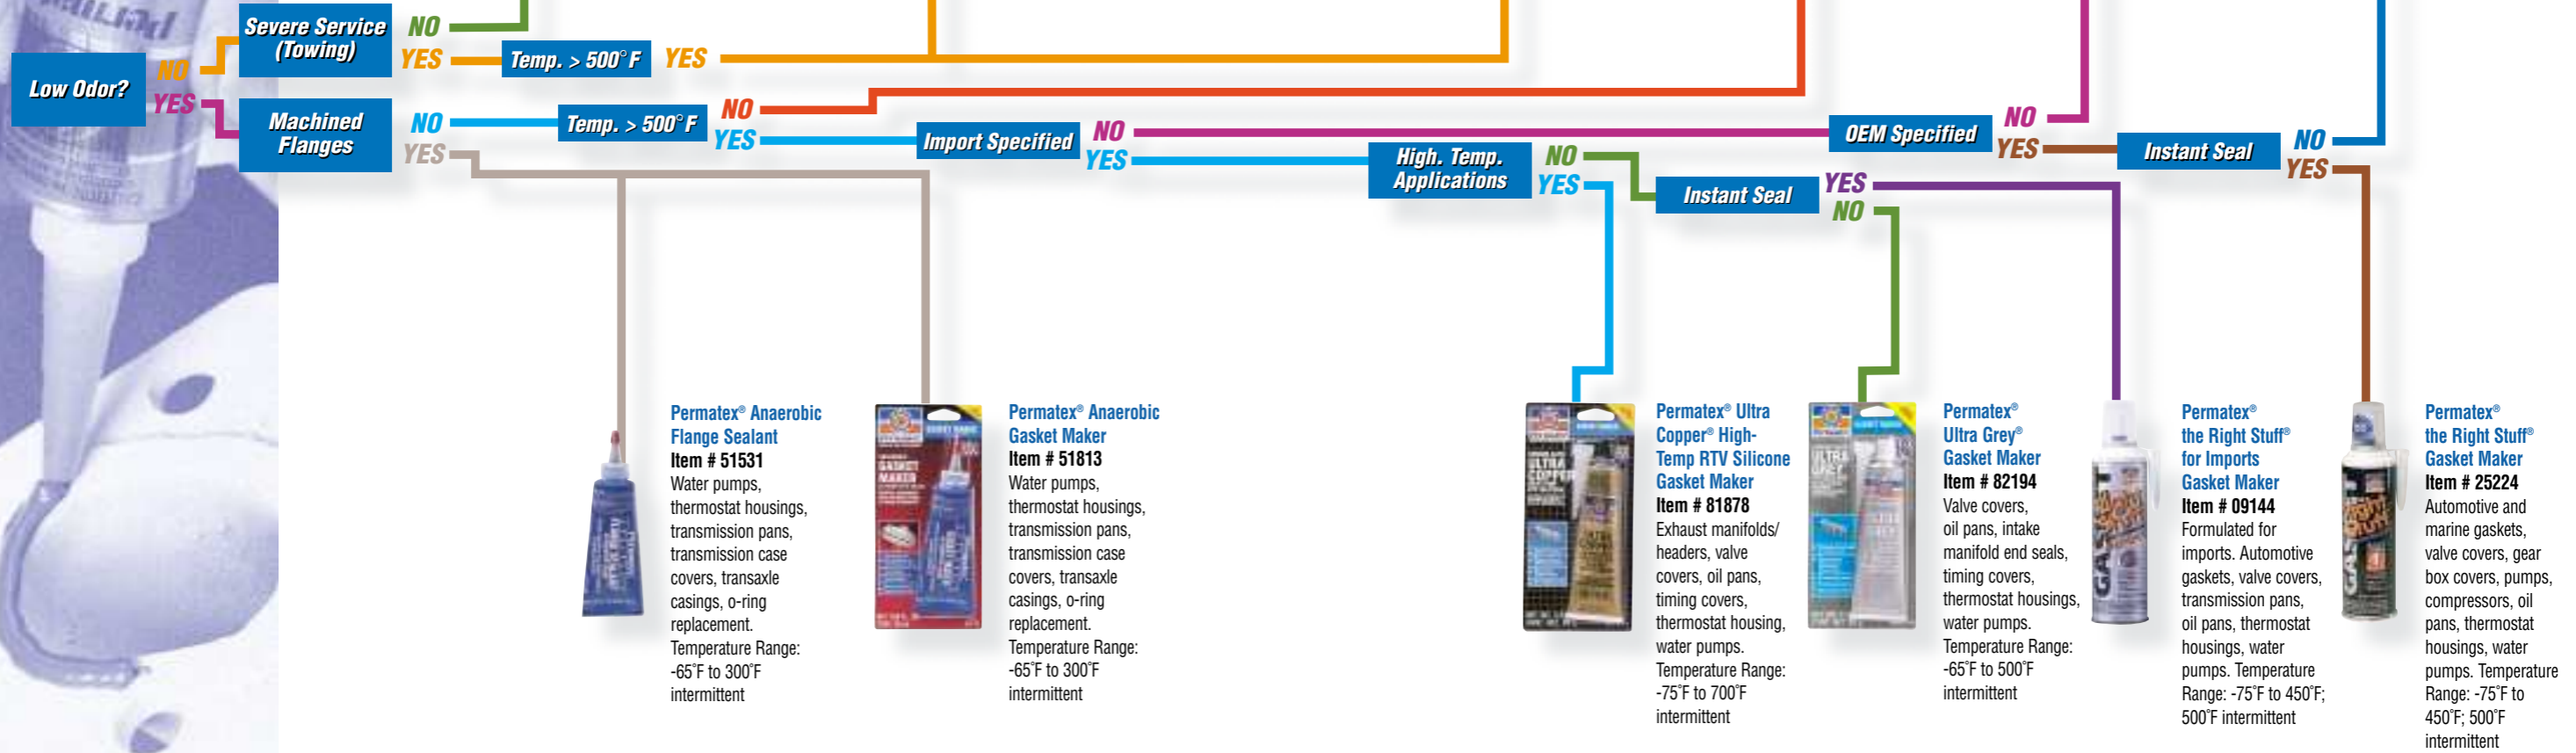 Low Odor?
NO
YES
Severe Service
(Towing)
NO
YES
Temp. > 500°F
YES
Machined
Flanges
NO
YES
Temp. > 500°F
NO
YES
Import Specified
NO
YES
High. Temp.
Applications
NO
YES
Instant Seal
YES
NO
OEM Specified
NO
YES
Instant Seal
NO
YES
Permatex® Anaerobic
Flange Sealant
Item # 51531
Water pumps,
thermostat housings,
transmission pans,
transmission case
covers, transaxle
casings, o-ring
replacement.
Temperature Range:
-65°F to 300°F
intermittent
GASKET
MAKER
Permatex® Anaerobic
Gasket Maker
Item # 51813
Water pumps,
thermostat housings,
transmission pans,
transmission case
covers, transaxle
casings, o-ring
replacement.
Temperature Range:
-65°F to 300°F
intermittent
ULTRA
Permatex® Ultra
Copper® High-
Temp RTV Silicone
Gasket Maker
Item # 81878
Exhaust manifolds/
headers, valve
covers, oil pans,
timing covers,
thermostat housing,
water pumps.
Temperature Range:
-75°F to 700°F
intermittent
ULTRA
GREY
Permatex®
Ultra Grey®
Gasket Maker
Item # 82194
Valve covers,
oil pans, intake
manifold end seals,
timing covers,
thermostat housings,
water pumps.
Temperature Range:
-65°F to 500°F
intermittent
Permatex®
the Right Stuff®
for Imports
Gasket Maker
Item # 09144
Formulated for
imports. Automotive
gaskets, valve covers,
transmission pans,
oil pans, thermostat
housings, water
pumps. Temperature
Range: -75°F to 450°F;
500°F intermittent
Permatex®
the Right Stuff®
Gasket Maker
Item # 25224
Automotive and
marine gaskets,
valve covers, gear
box covers, pumps,
compressors, oil
pans, thermostat
housings, water
pumps. Temperature
Range: -75°F to
450°F; 500°F
intermittent